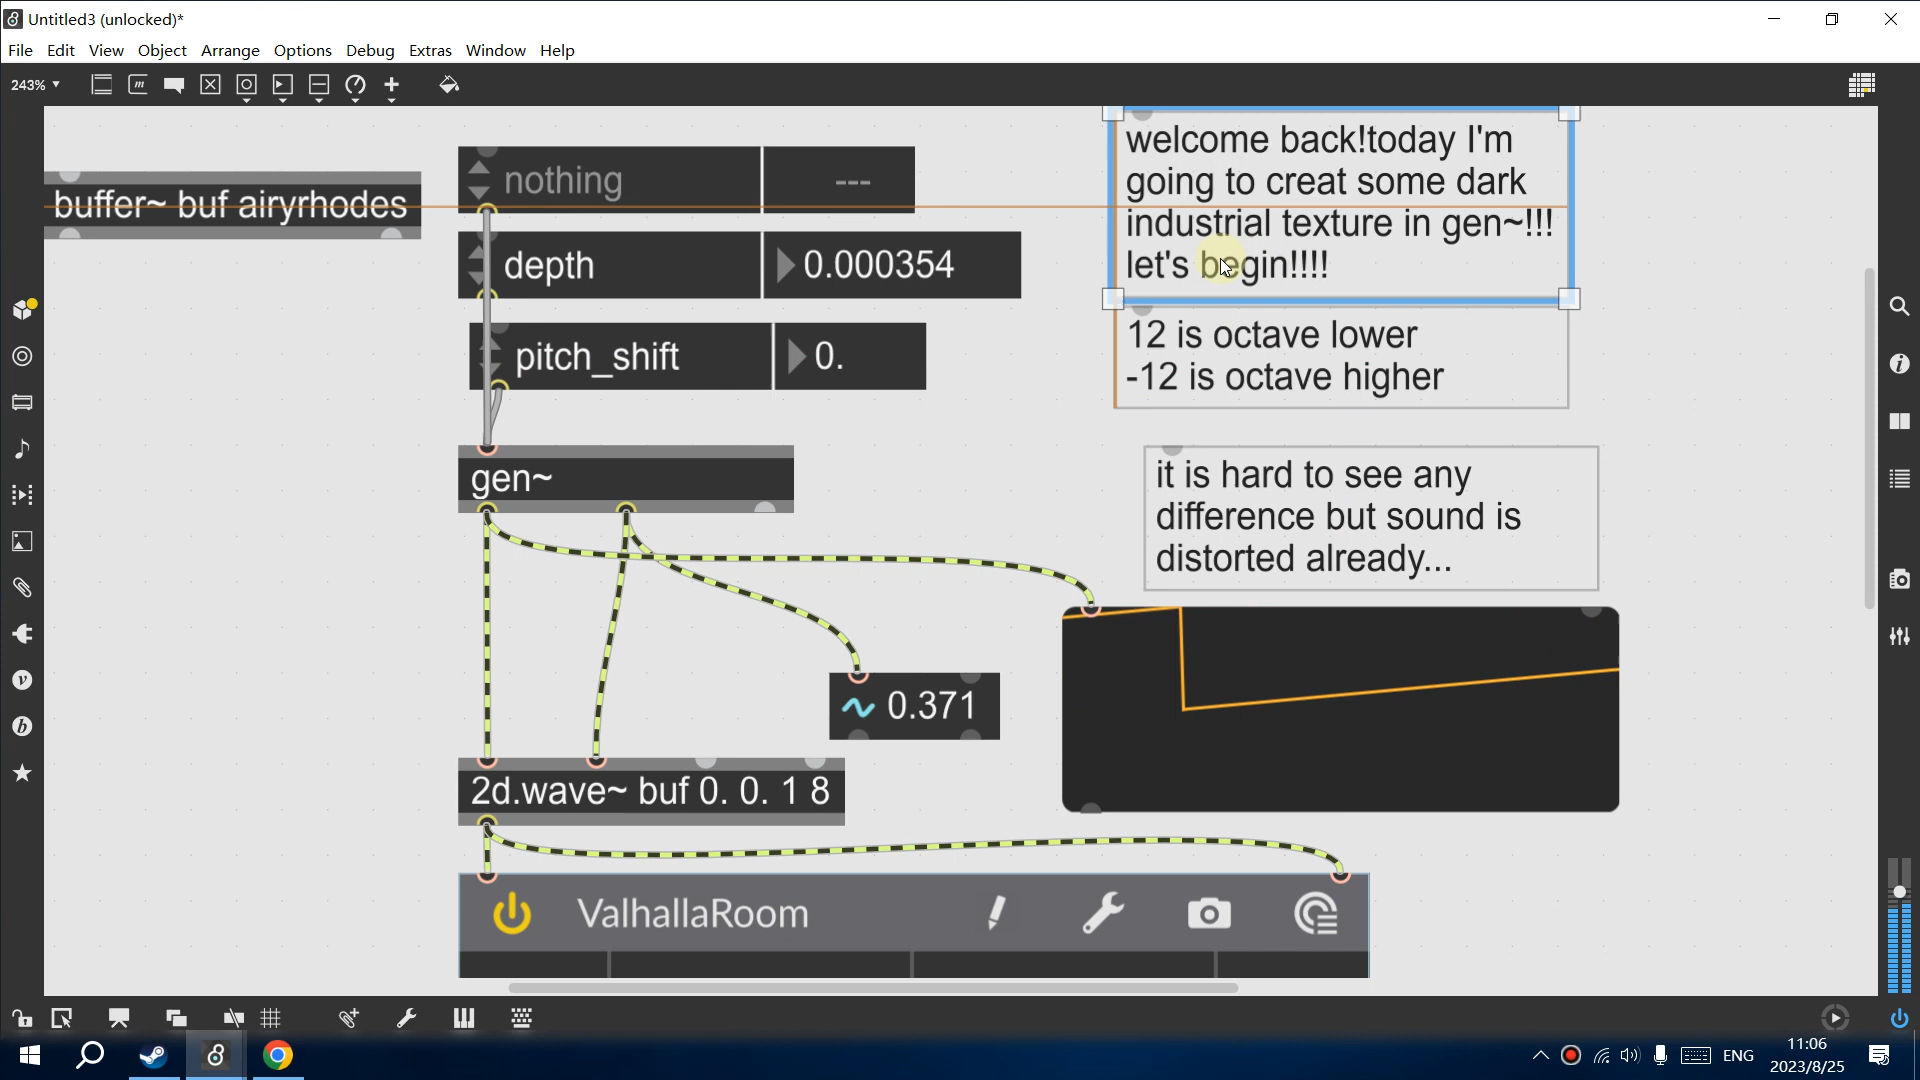 Untitled3 (unlocked)*
File Edit View Object Arrange Options Debug Extras Window Help
243%
buffer~ buf airyrhodes
nothing ---
depth 0.000354
pitch_shift 0.
welcome back!today I'm
going to creat some dark
industrial texture in gen~!!!
let's begin!!!!
12 is octave lower
-12 is octave higher
gen~
it is hard to see any
difference but sound is
distorted already...
0.371
2d.wave~ buf 0. 0. 1 8
ValhallaRoom
ENG
11:06
2023/8/25